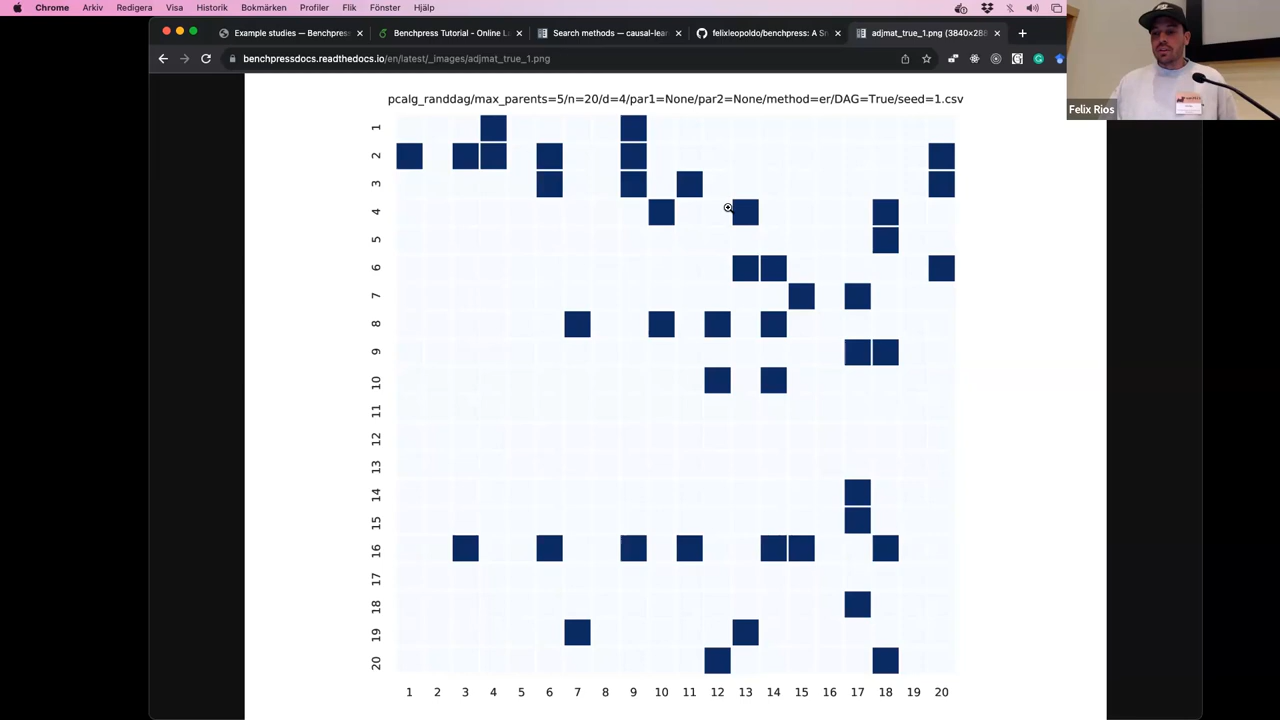 Chrome Arkiv Redigera Visa Historik Bokmärken Profiler Flik Fönster Hjälp
Example studies — Benchpress
Benchpress Tutorial - Online L
Search methods — causal-lear
felixleopoldo/benchpress: A Sn
adjmat_true_1.png (3840×288
benchpressdocs.readthedocs.io/en/latest/_images/adjmat_true_1.png
Felix Rios
pcalg_randdag/max_parents=5/n=20/d=4/par1=None/par2=None/method=er/DAG=True/seed=1.csv
1
2
3
4
5
6
7
8
9
10
11
12
13
14
15
16
17
18
19
20
1 2 3 4 5 6 7 8 9 10 11 12 13 14 15 16 17 18 19 20